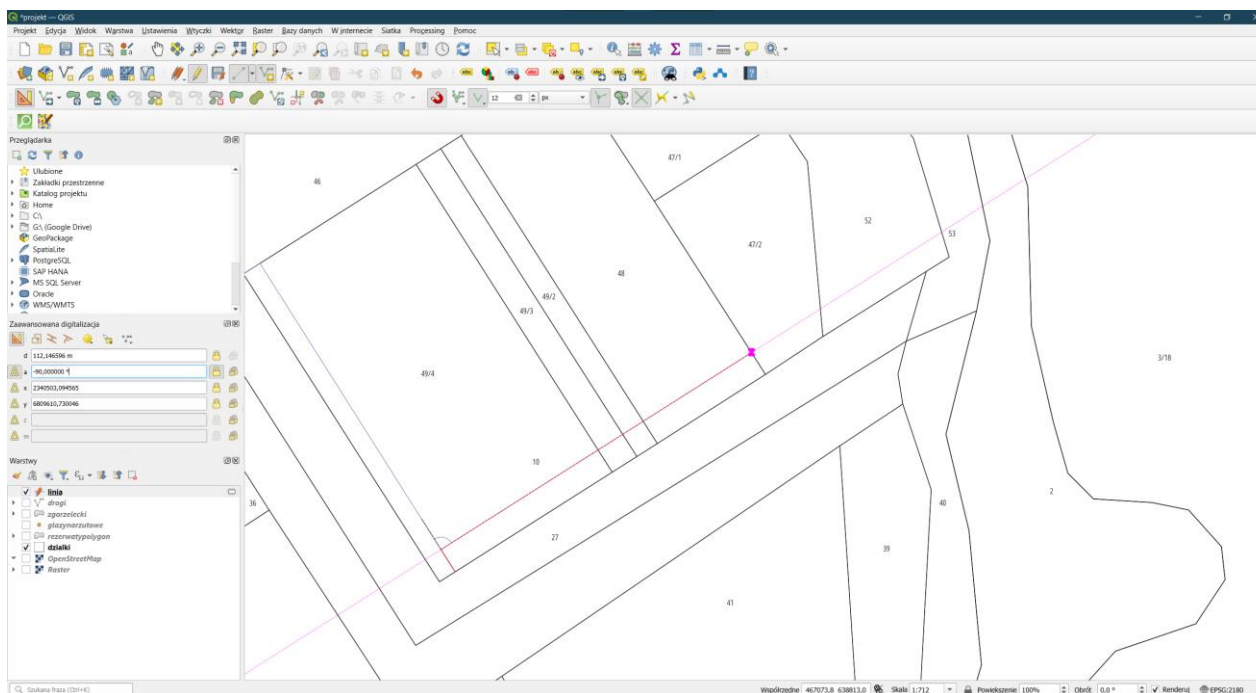 *projekt — QGIS
Projekt Edycja Widok Warstwa Ustawienia Wtyczki Wektor Raster Bazy danych W internecie Siatka Processing Pomoc
12 px
Przeglądarka
Ulubione
Zakładki przestrzenne
Katalog projektu
Home
C:\
G:\ (Google Drive)
GeoPackage
SpatiaLite
PostgreSQL
SAP HANA
MS SQL Server
Oracle
WMS/WMTS
Zaawansowana digitalizacja
d 112,146596 m
a -90,000000 °
x 2340503,094565
y 6809610,730046
r
m
Warstwy
linia
drogi
zgorzelecki
glazynarzutowe
rezerwatypolygon
dzialki
OpenStreetMap
Raster
46
47/1
52
53
47/2
48
49/2
49/3
3/18
49/4
10
2
36
40
27
39
41
Szukana fraza (Ctrl+K)
Współrzędne 467073.8 638813.0 Skala 1:712 Powiększenie 100% Obrót 0,0 ° Renderuj EPSG:2180